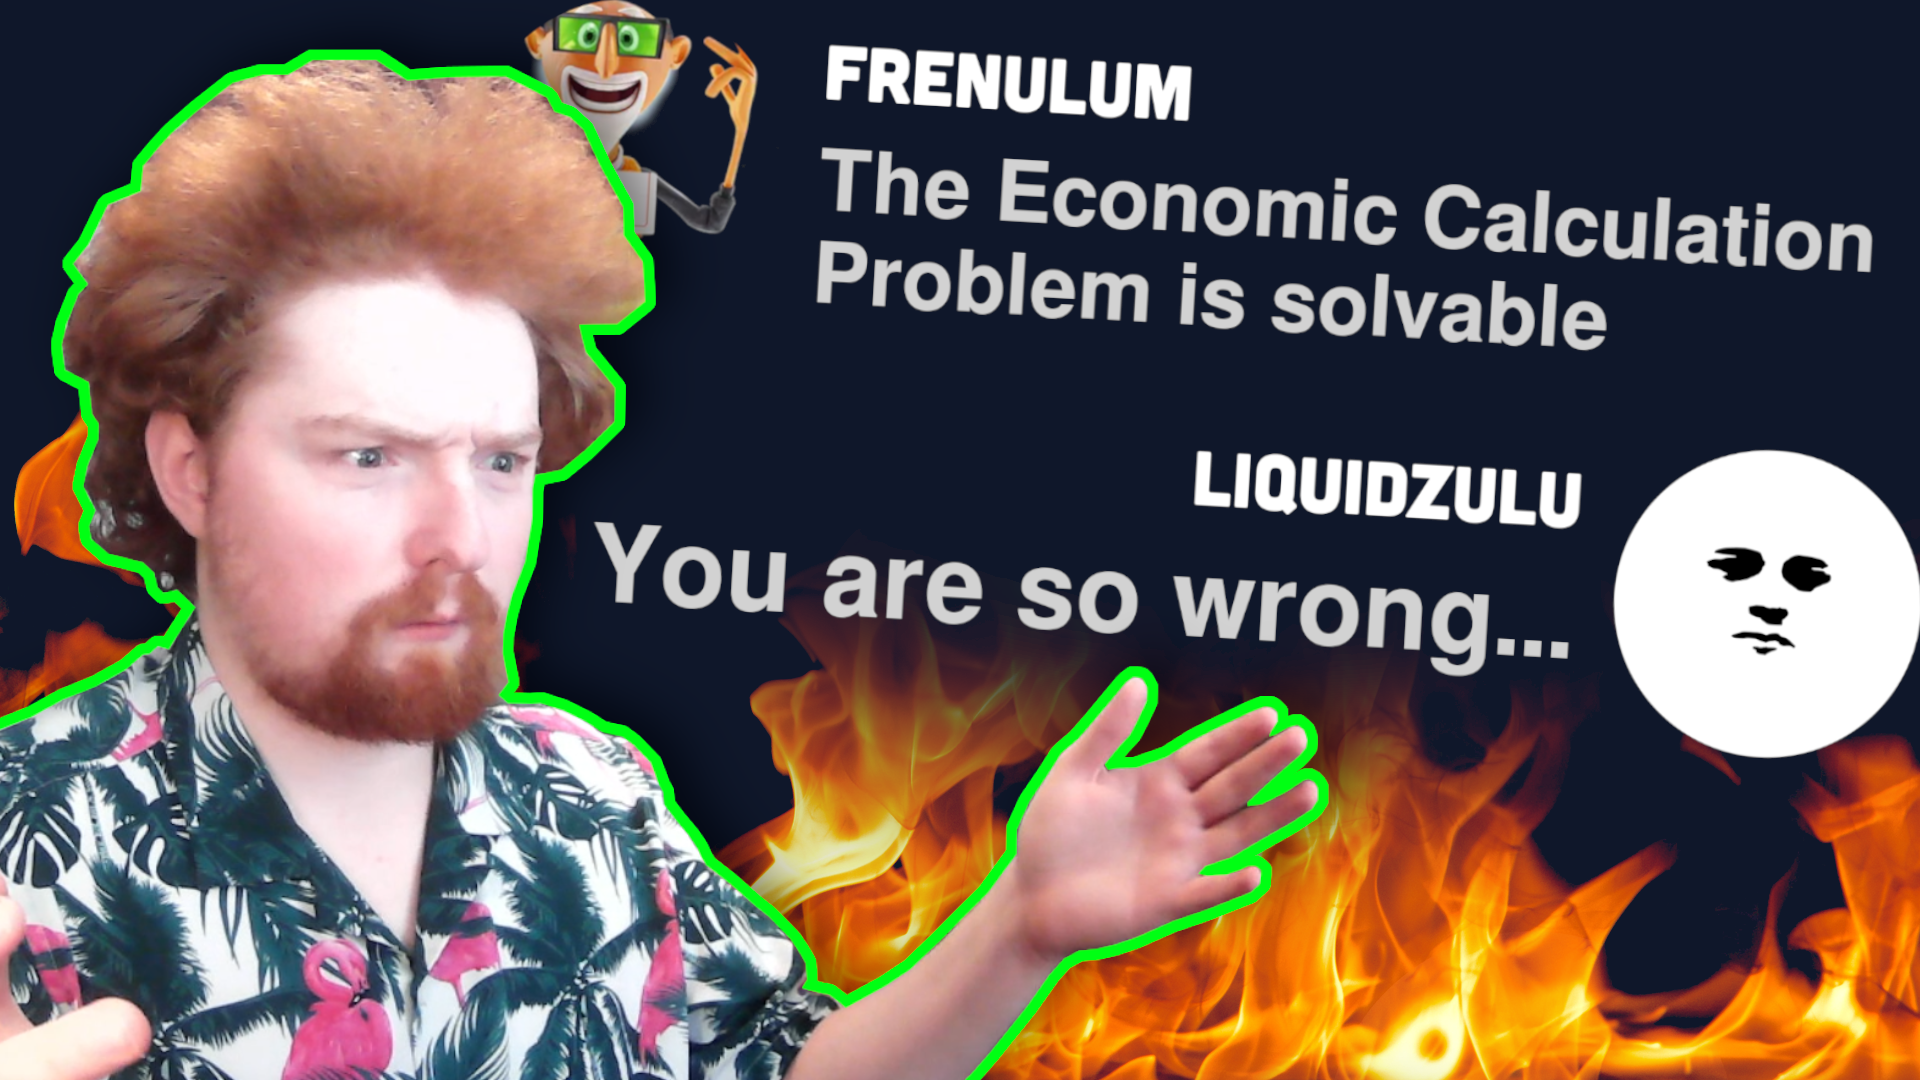 FRENULUM
The Economic Calculation
Problem is solvable
LIQUIDZULU
You are so wrong...